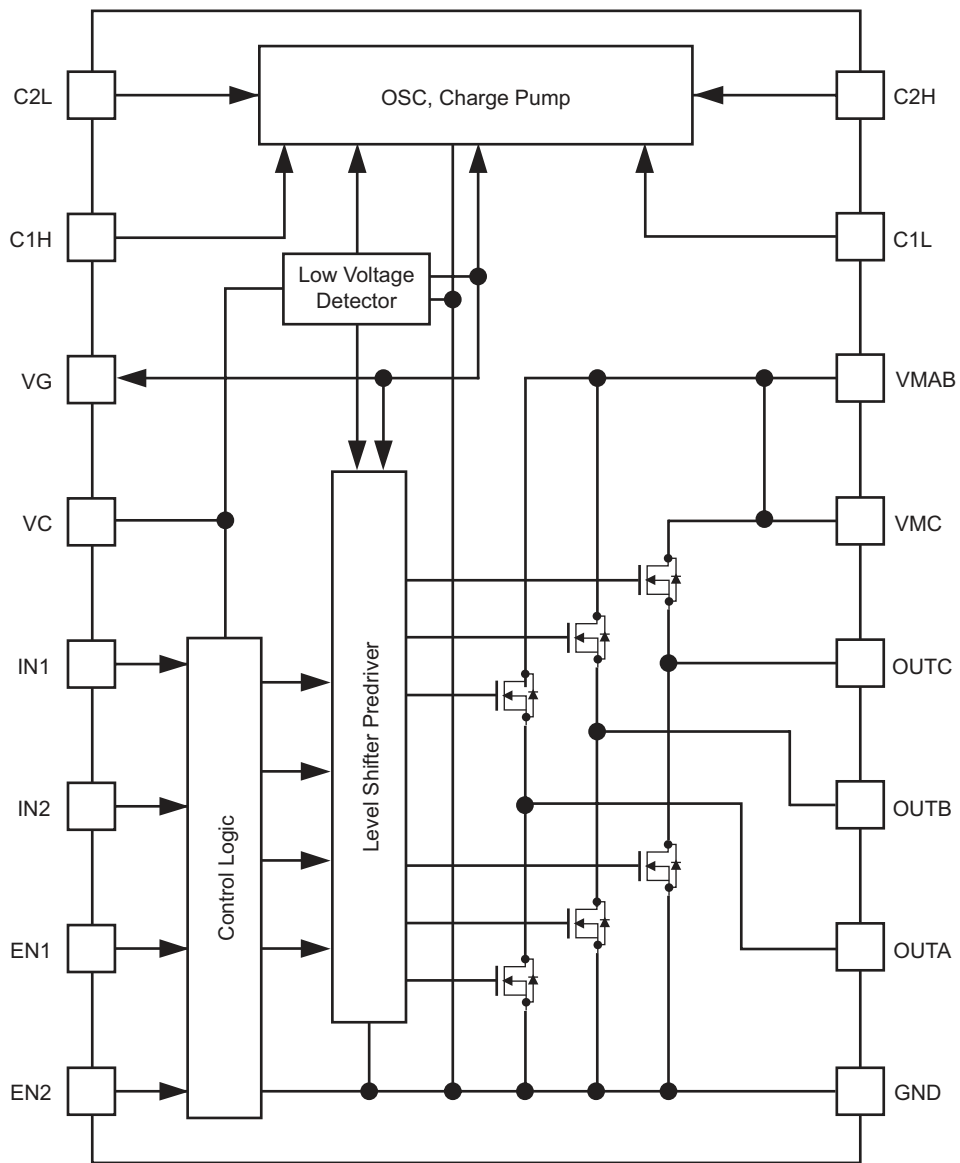 C2L
OSC, Charge Pump
C2H
C1H
C1L
Low Voltage
Detector
VG
VMAB
VC
VMC
IN1
OUTC
Level Shifter Predriver
IN2
OUTB
Control Logic
EN1
OUTA
EN2
GND